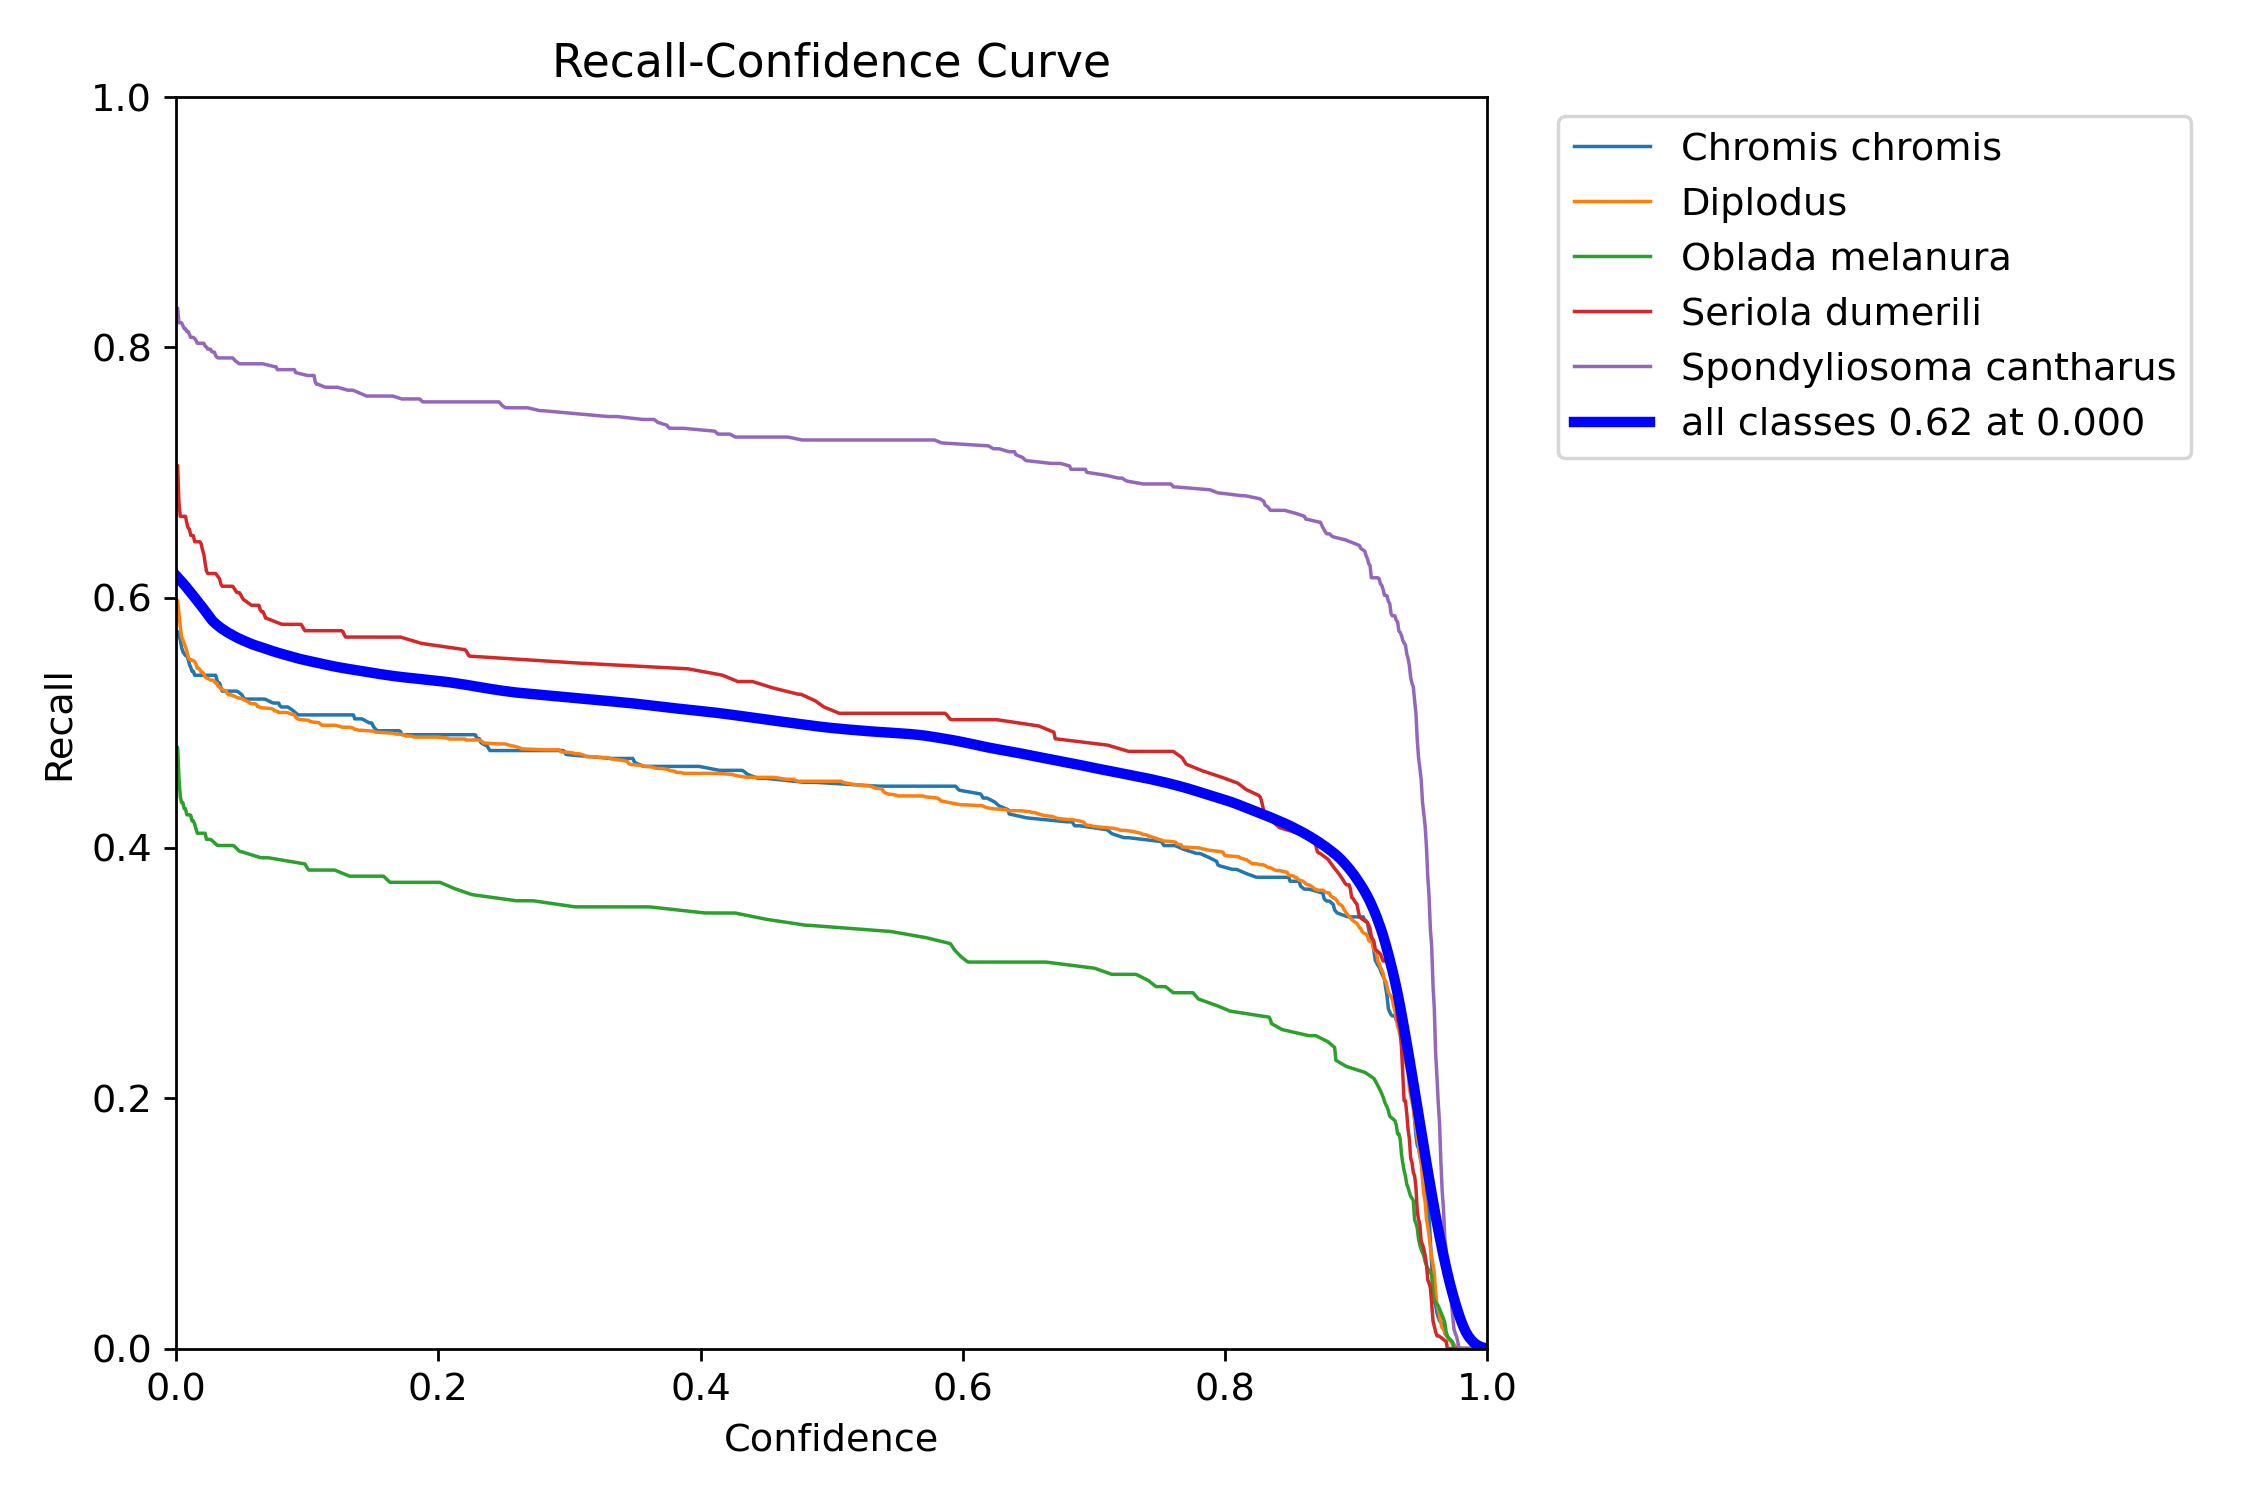 Recall-Confidence Curve
1.0
0.8
0.6
0.4
0.2
0.0
Recall
0.0 0.2 0.4 0.6 0.8 1.0
Confidence
Chromis chromis
Diplodus
Oblada melanura
Seriola dumerili
Spondyliosoma cantharus
all classes 0.62 at 0.000